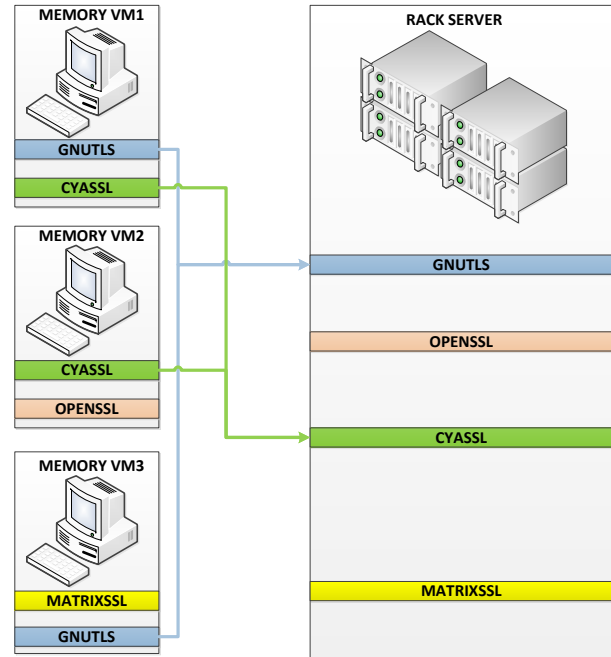 MEMORY VM1
GNUTLS
CYASSL
MEMORY VM2
CYASSL
OPENSSL
MEMORY VM3
MATRIXSSL
GNUTLS
RACK SERVER
GNUTLS
OPENSSL
CYASSL
MATRIXSSL